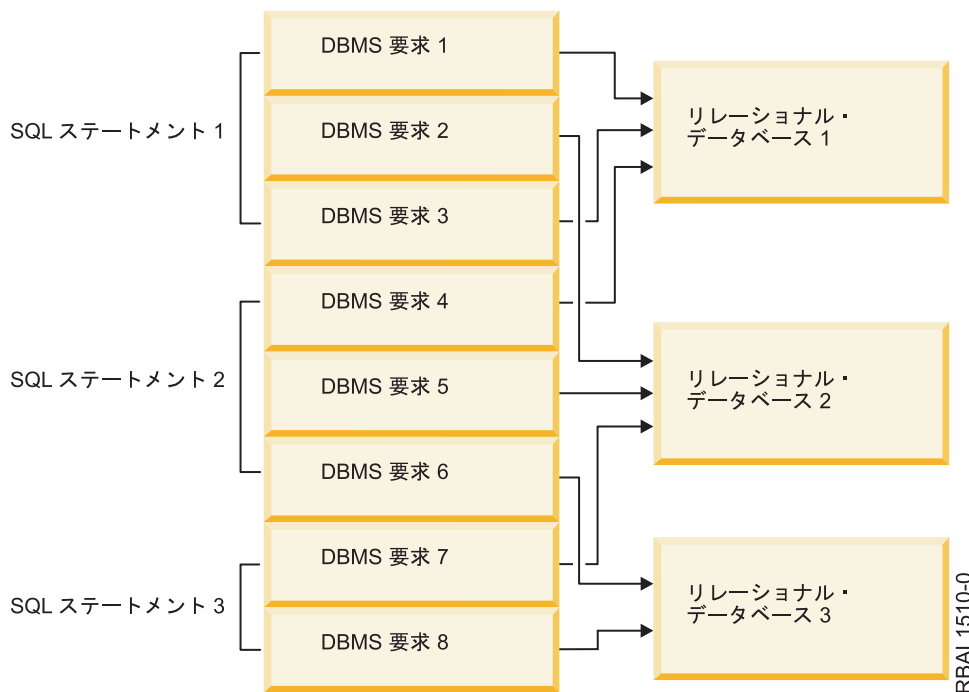 SQL ステートメント 1
DBMS 要求 1
DBMS 要求 2
DBMS 要求 3
SQL ステートメント 2
DBMS 要求 4
DBMS 要求 5
DBMS 要求 6
SQL ステートメント 3
DBMS 要求 7
DBMS 要求 8
リレーショナル・
データベース 1
リレーショナル・
データベース 2
リレーショナル・
データベース 3
RBAL1510-0